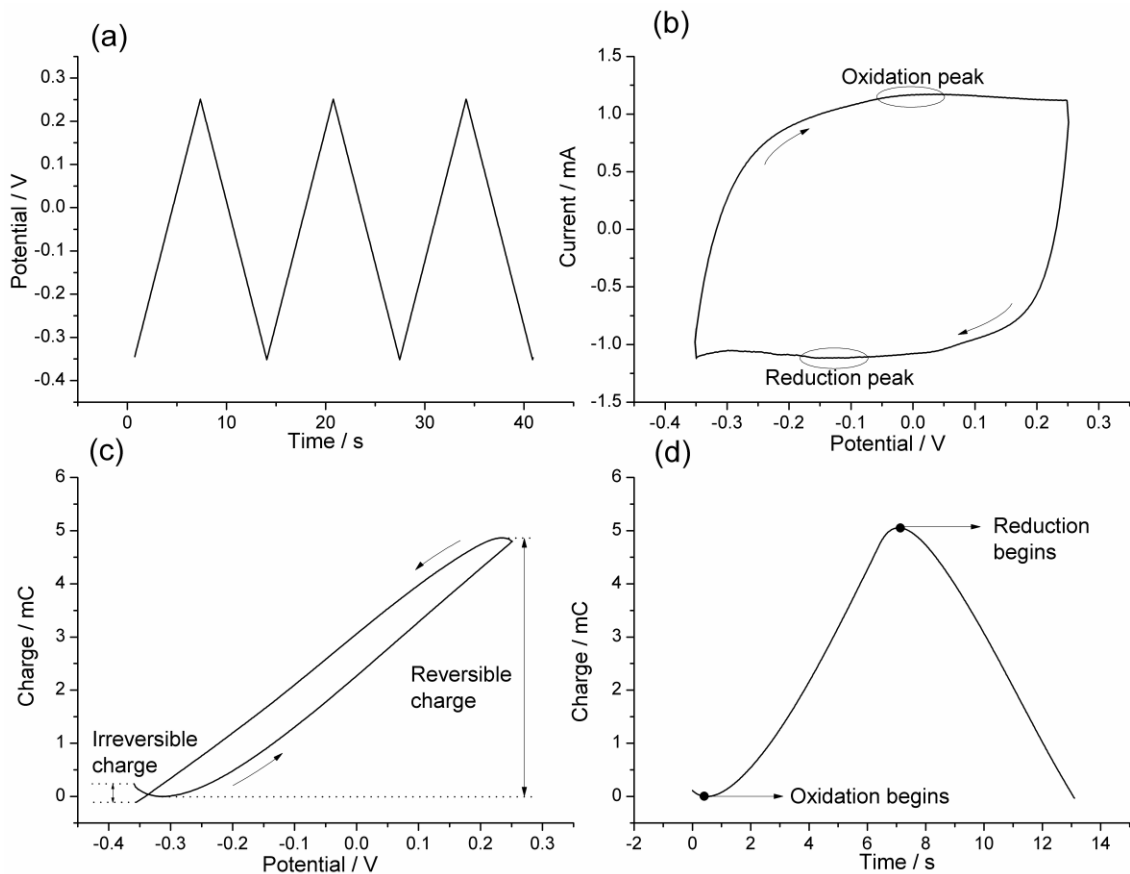 (a)
0.3
0.2
0.1
0.0
-0.1
-0.2
-0.3
-0.4
Potential / V
0
10
20
30
40
Time / s
(b)
1.5
1.0
0.5
0.0
-0.5
-1.0
-1.5
Current / mA
Oxidation peak
Reduction peak
-0.4
-0.3
-0.2
-0.1
0.0
0.1
0.2
0.3
Potential / V
(c)
6
5
4
3
2
1
0
Charge / mC
Reversible
charge
Irreversible
charge
-0.4
-0.3
-0.2
-0.1
0.0
0.1
0.2
0.3
Potential / V
(d)
6
5
4
3
2
1
0
Charge / mC
Reduction
begins
Oxidation begins
-2
0
2
4
6
8
10
12
14
Time / s